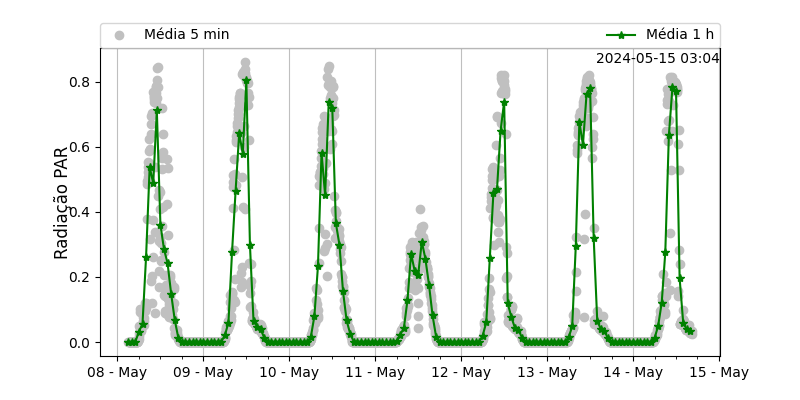 Média 5 min
Média 1 h
2024-05-15 03:04
Radiação PAR
0.8
0.6
0.4
0.2
0.0
08 - May
09 - May
10 - May
11 - May
12 - May
13 - May
14 - May
15 - May